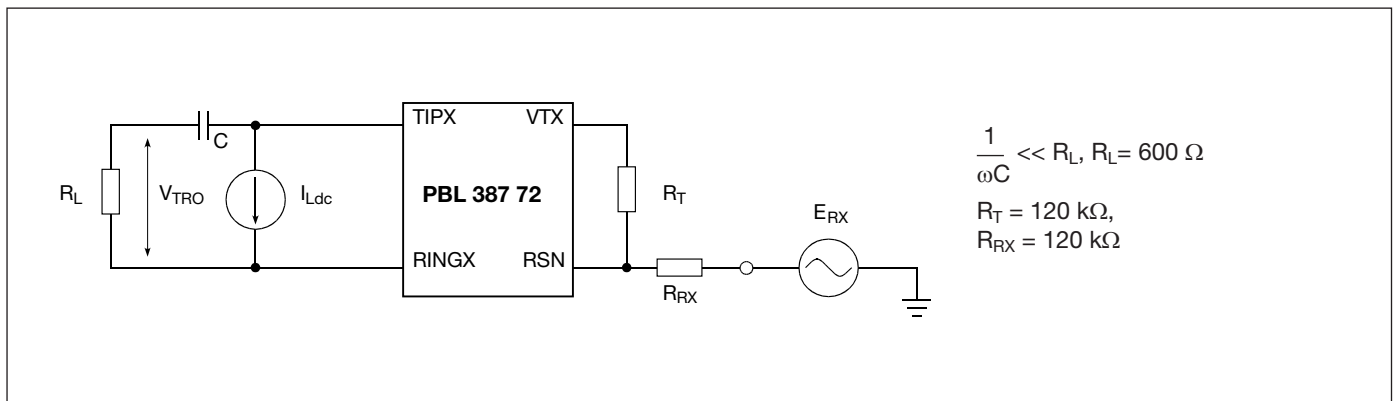 TIPX VTX
C
R_L V_TRO I_Ldc PBL 387 72 R_T
E_RX
RINGX RSN
R_RX
1
ωC << R_L, R_L= 600 Ω
R_T = 120 kΩ,
R_RX = 120 kΩ